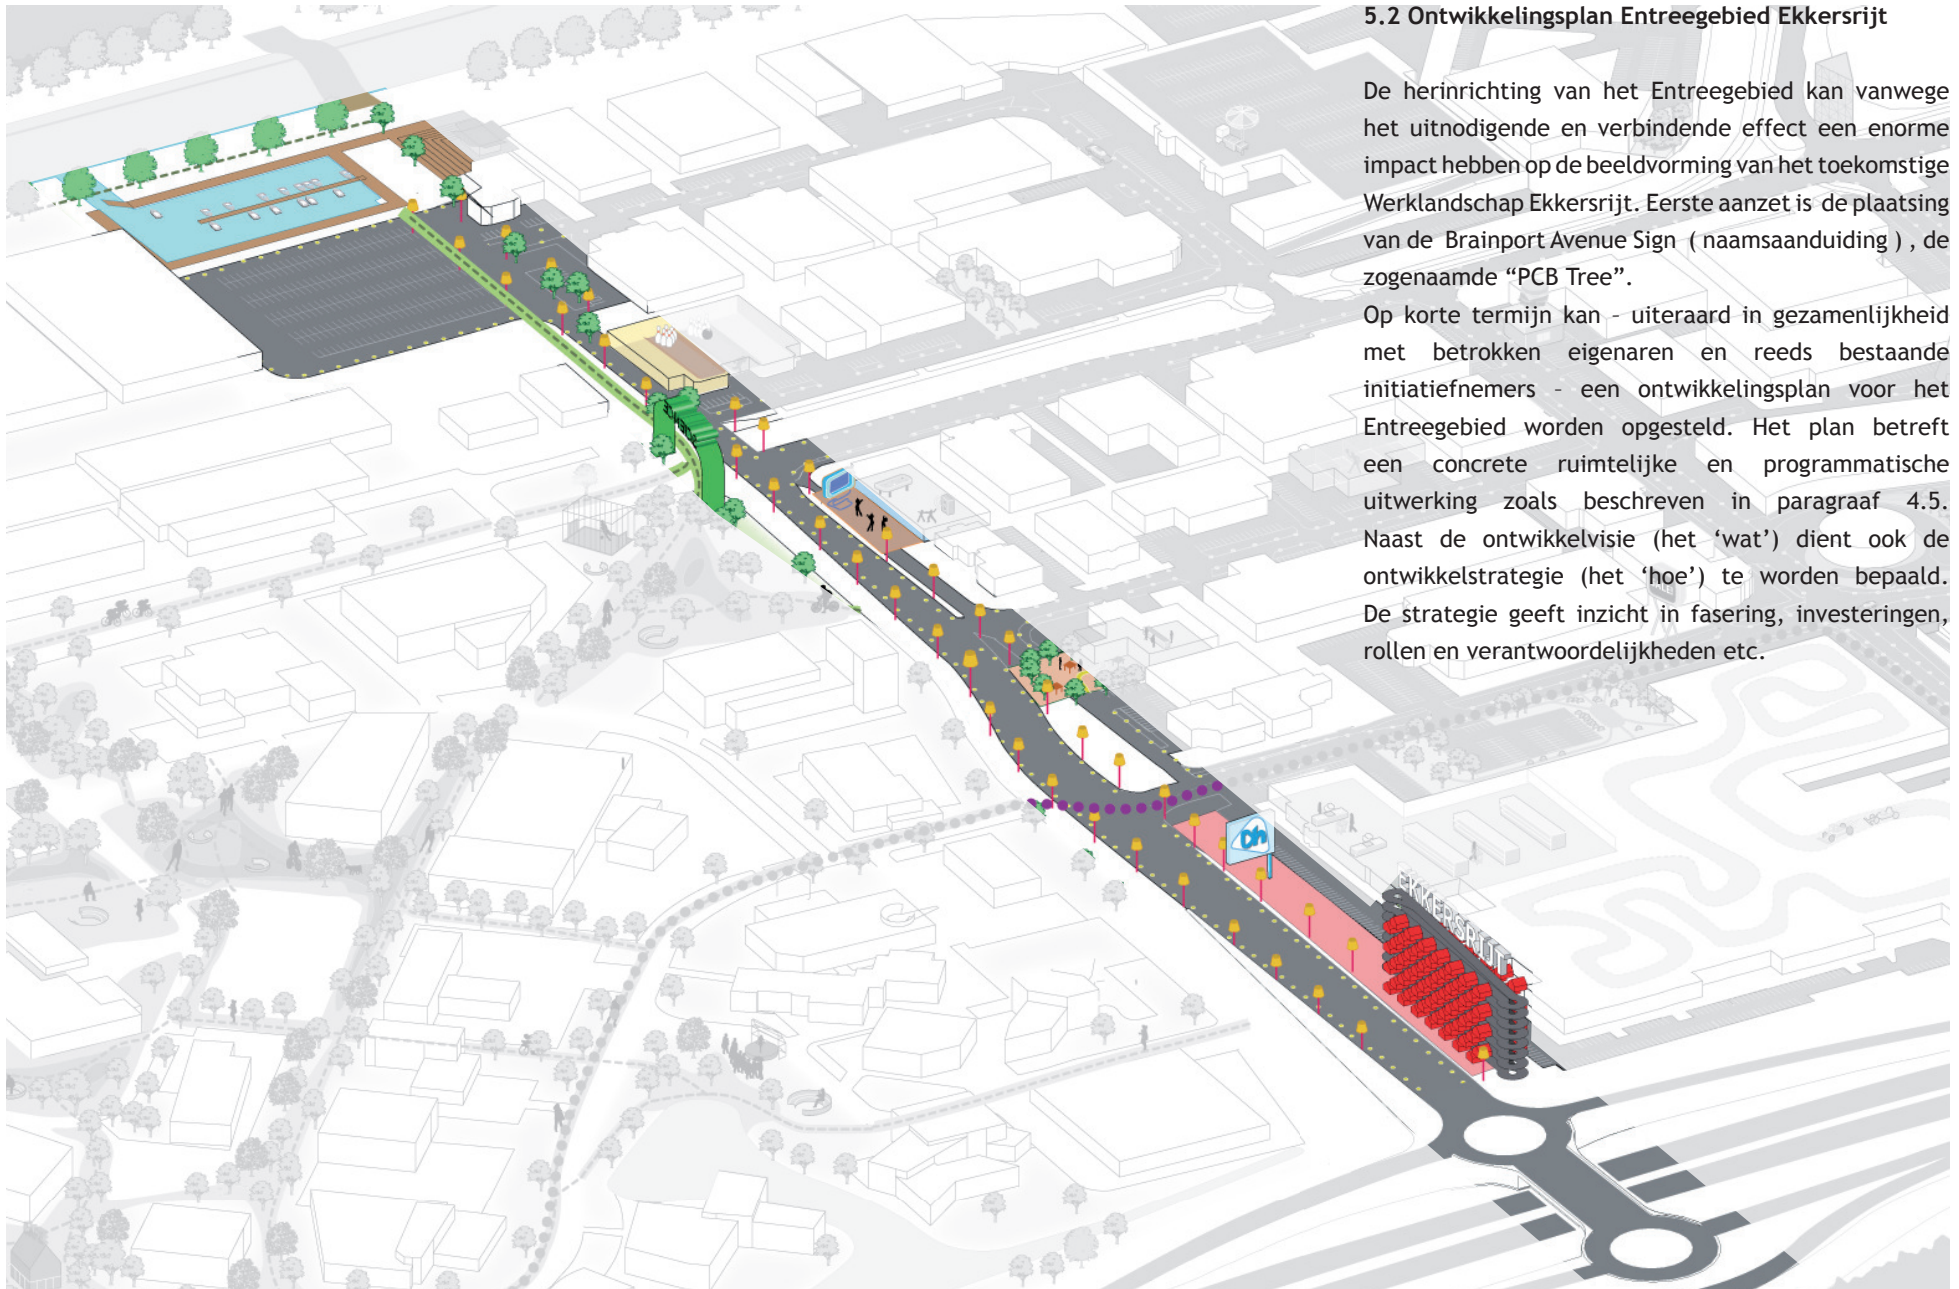 5.2 Ontwikkelingsplan Entreegebied Ekkersrijt
De herinrichting van het Entreegebied kan vanwege
het uitnodigende en verbindende effect een enorme
impact hebben op de beeldvorming van het toekomstige
Werklandschap Ekkersrijt. Eerste aanzet is de plaatsing
van de Brainport Avenue Sign ( naamsaanduiding ) , de
zogenaamde “PCB Tree”.
Op korte termijn kan - uiteraard in gezamenlijkheid
met betrokken eigenaren en reeds bestaande
initiatiefnemers - een ontwikkelingsplan voor het
Entreegebied worden opgesteld. Het plan betreft
een concrete ruimtelijke en programmatische
uitwerking zoals beschreven in paragraaf 4.5.
Naast de ontwikkelvisie (het ‘wat’) dient ook de
ontwikkelstrategie (het ‘hoe’) te worden bepaald.
De strategie geeft inzicht in fasering, investeringen,
rollen en verantwoordelijkheden etc.
EKKERSRIJT